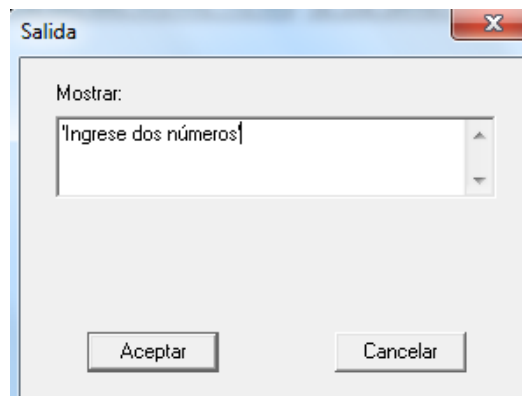 Salida
Mostrar:
'Ingrese dos números'
Aceptar
Cancelar